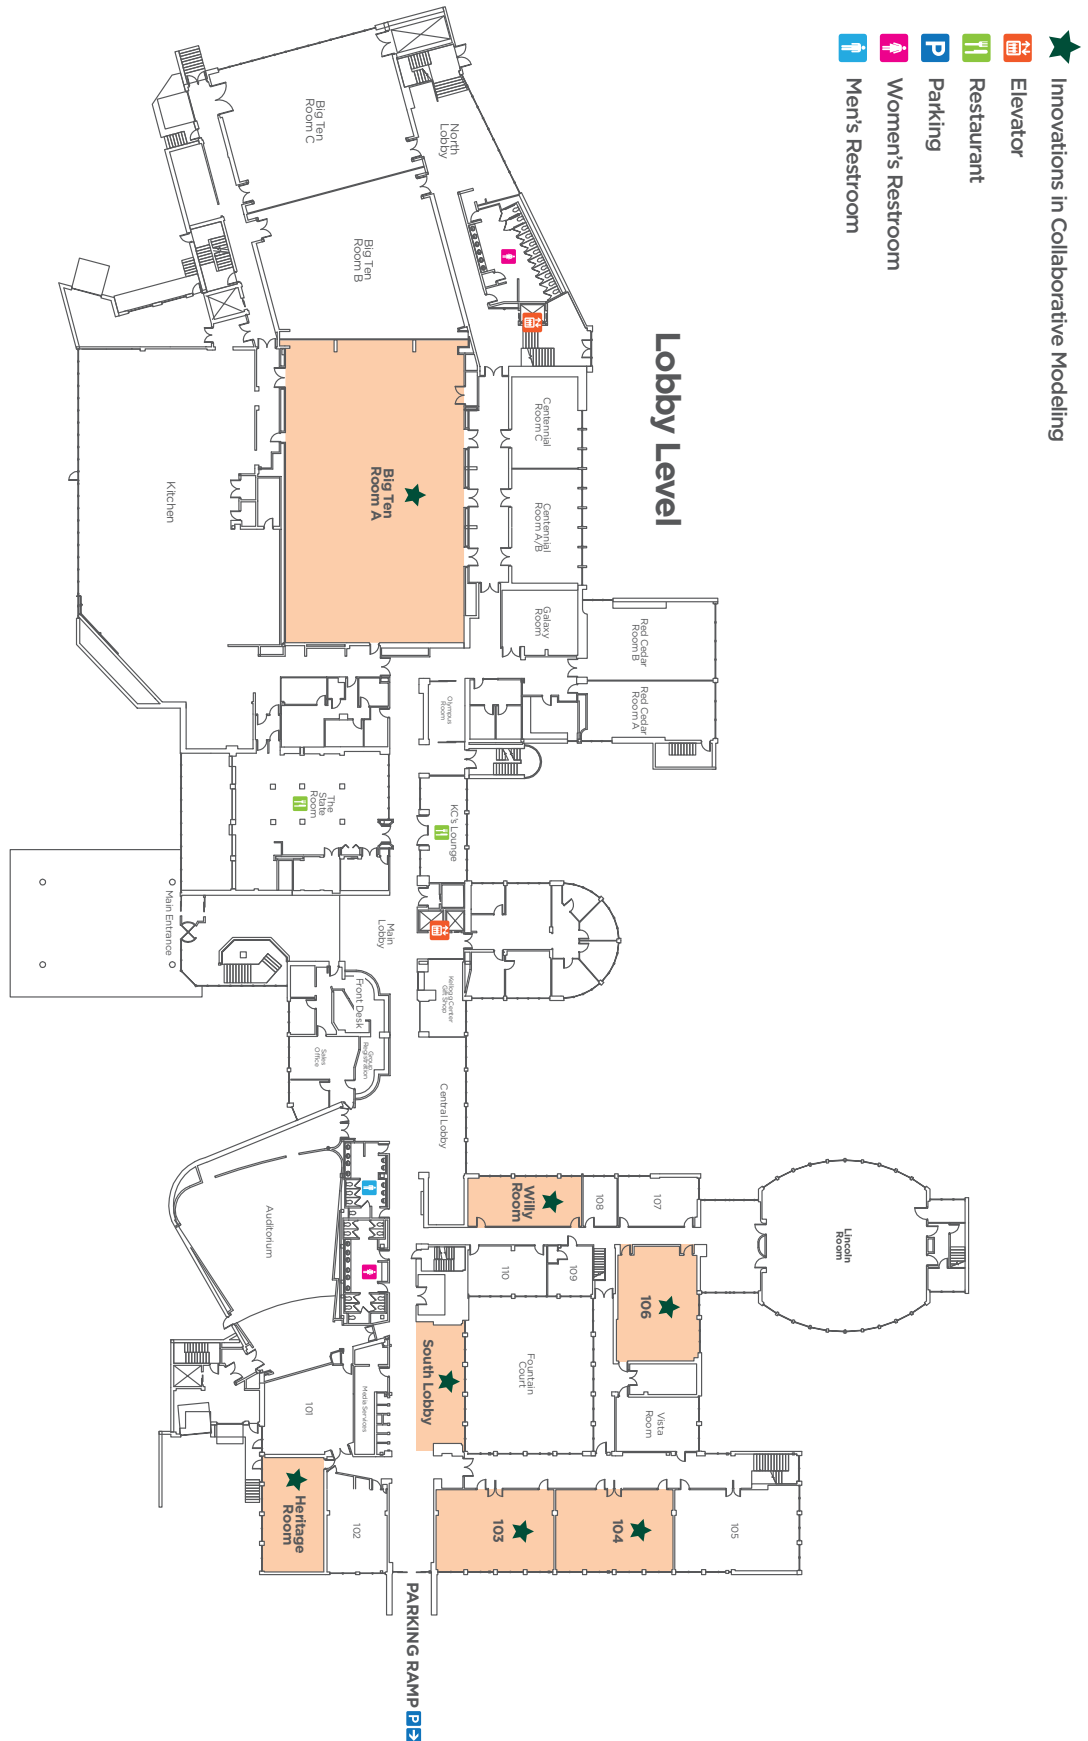 Innovations in Collaborative Modeling
Elevator
Restaurant
Parking
Women's Restroom
Men's Restroom
Lobby Level
North
Lobby
Big Ten
Room C
Big Ten
Room B
Big Ten
Room A
Kitchen
Centennial
Room C
Centennial
Room A/B
Galaxy
Room
Red Cedar
Room B
Red Cedar
Room A
Olympus
Room
The
State
Room
KC's Lounge
Main Entrance
Main
Lobby
Kellogg Center
Gift Shop
Front Desk
Group
Registration
Sales
Office
Central Lobby
Auditorium
Willy
Room
108
107
Lincoln
Room
110
109
106
South Lobby
Fountain
Court
Vista
Room
Media Services
101
102
Heritage
Room
103
104
105
PARKING RAMP P